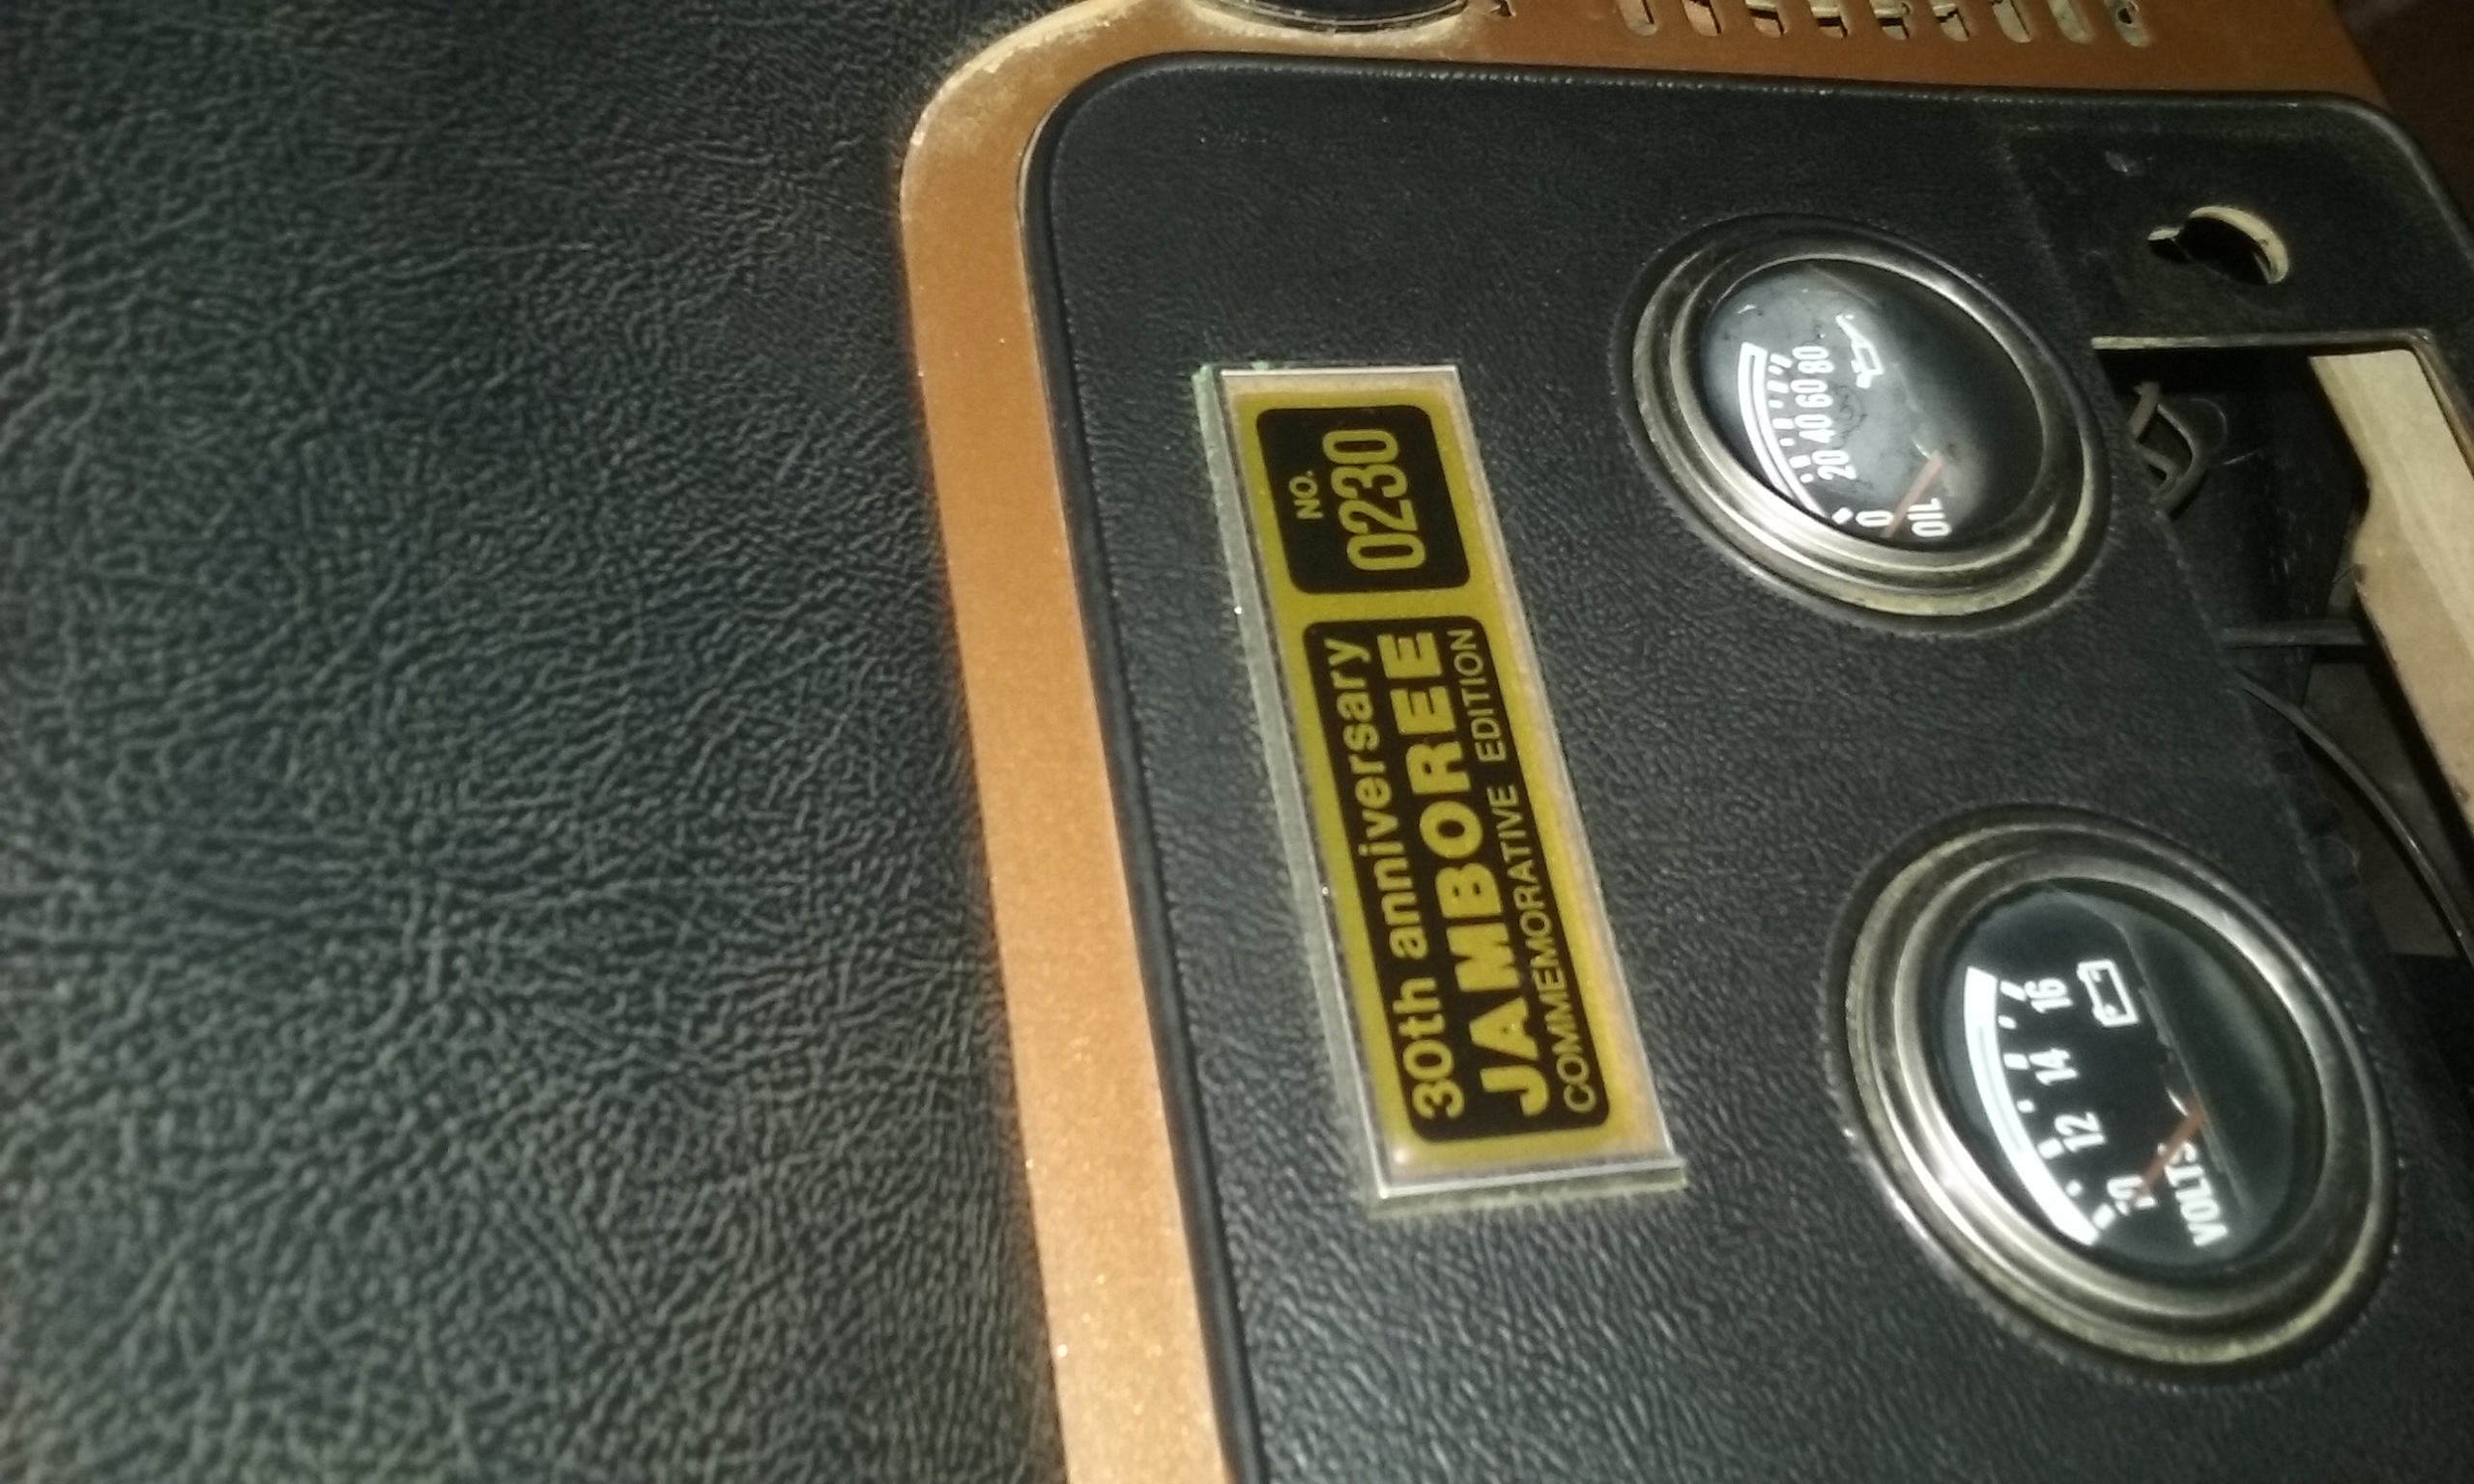 30th anniversary
JAMBOREE
COMMEMORATIVE EDITION
NO.
0230
0 20 40 60 80
OIL
10 12 14 16
VOLTS